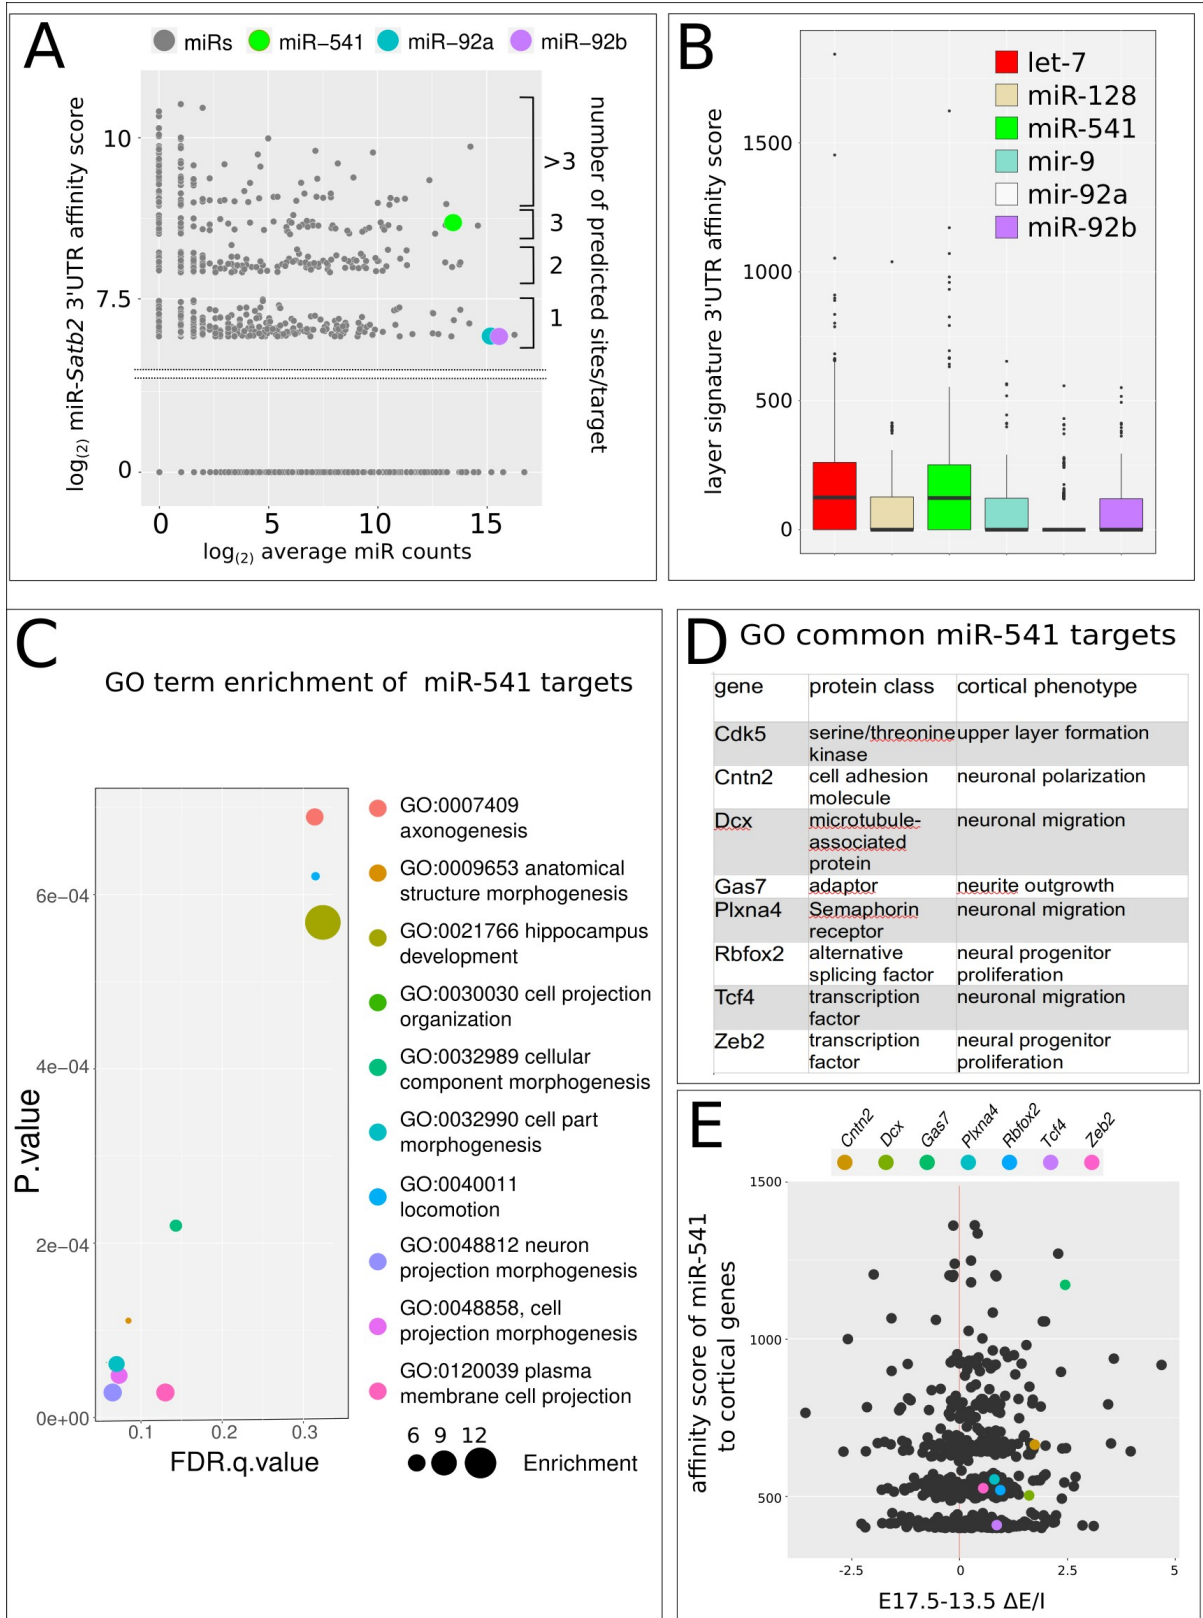 A
miRs miR-541 miR-92a miR-92b
log(2) miR-Satb2 3'UTR affinity score
10
7.5
0
>3
3
2
1
number of predicted sites/target
0 5 10 15
log(2) average miR counts
B
layer signature 3'UTR affinity score
1500
1000
500
0
let-7
miR-128
miR-541
mir-9
mir-92a
miR-92b
C
GO term enrichment of miR-541 targets
P.value
6e-04
4e-04
2e-04
0e+00
0.1 0.2 0.3
FDR.q.value
GO:0007409
axonogenesis
GO:0009653 anatomical
structure morphogenesis
GO:0021766 hippocampus
development
GO:0030030 cell projection
organization
GO:0032989 cellular
component morphogenesis
GO:0032990 cell part
morphogenesis
GO:0040011
locomotion
GO:0048812 neuron
projection morphogenesis
GO:0048858, cell
projection morphogenesis
GO:0120039 plasma
membrane cell projection
6 9 12
Enrichment
D
GO common miR-541 targets
gene protein class cortical phenotype
Cdk5 serine/threonine upper layer formation
kinase
Cntn2 cell adhesion neuronal polarization
molecule
Dcx microtubule- neuronal migration
associated
protein
Gas7 adaptor neurite outgrowth
Plxna4 Semaphorin neuronal migration
receptor
Rbfox2 alternative neural progenitor
splicing factor proliferation
Tcf4 transcription neuronal migration
factor
Zeb2 transcription neural progenitor
factor proliferation
E
Cntn2 Dcx Gas7 Plxna4 Rbfox2 Tcf4 Zeb2
affinity score of miR-541
to cortical genes
1500
1000
500
-2.5 0 2.5 5
E17.5-13.5 ΔE/I